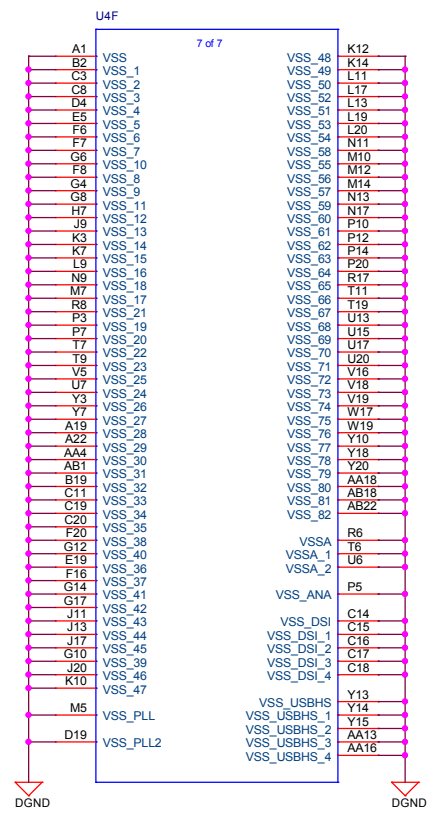 U4F
7 of 7
A1 VSS VSS_48 K12
B2 VSS_1 VSS_49 K14
C3 VSS_2 VSS_50 L11
C8 VSS_3 VSS_52 L17
D4 VSS_4 VSS_51 L13
E5 VSS_5 VSS_53 L19
F6 VSS_6 VSS_54 L20
F7 VSS_7 VSS_58 N11
G6 VSS_10 VSS_55 M10
F8 VSS_8 VSS_56 M12
G4 VSS_9 VSS_57 M14
G8 VSS_11 VSS_59 N13
H7 VSS_12 VSS_60 N17
J9 VSS_13 VSS_61 P10
K3 VSS_14 VSS_62 P12
K7 VSS_15 VSS_63 P14
L9 VSS_16 VSS_64 P20
N9 VSS_18 VSS_65 R17
M7 VSS_17 VSS_66 T11
R8 VSS_21 VSS_67 T19
P3 VSS_19 VSS_68 U13
P7 VSS_20 VSS_69 U15
T7 VSS_22 VSS_70 U17
T9 VSS_23 VSS_71 U20
V5 VSS_25 VSS_72 V16
U7 VSS_24 VSS_73 V18
Y3 VSS_26 VSS_74 V19
Y7 VSS_27 VSS_75 W17
A19 VSS_28 VSS_76 W19
A22 VSS_29 VSS_77 Y10
AA4 VSS_30 VSS_78 Y18
AB1 VSS_31 VSS_79 Y20
B19 VSS_32 VSS_80 AA18
C11 VSS_33 VSS_81 AB18
C19 VSS_34 VSS_82 AB22
C20 VSS_35
F20 VSS_38 VSSA R6
G12 VSS_40 VSSA_1 T6
E19 VSS_36 VSSA_2 U6
F16 VSS_37
G14 VSS_41 VSS_ANA P5
G17 VSS_42
J11 VSS_43 VSS_DSI C14
J13 VSS_44 VSS_DSI_1 C15
J17 VSS_45 VSS_DSI_2 C16
G10 VSS_39 VSS_DSI_3 C17
J20 VSS_46 VSS_DSI_4 C18
K10 VSS_47
VSS_USBHS Y13
M5 VSS_PLL VSS_USBHS_1 Y14
VSS_USBHS_2 Y15
D19 VSS_PLL2 VSS_USBHS_3 AA13
VSS_USBHS_4 AA16
DGND DGND